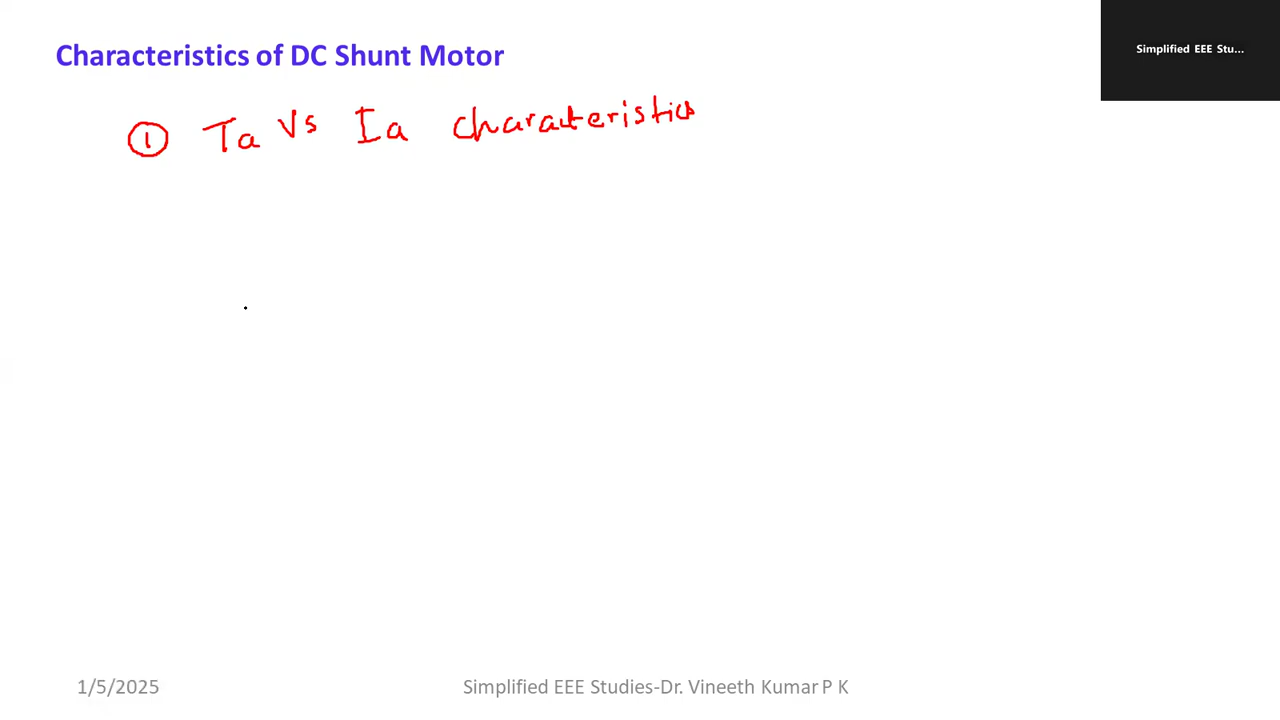 Characteristics of DC Shunt Motor
Simplified EEE Stu...
① Ta Vs Ia characteristics
1/5/2025
Simplified EEE Studies-Dr. Vineeth Kumar P K